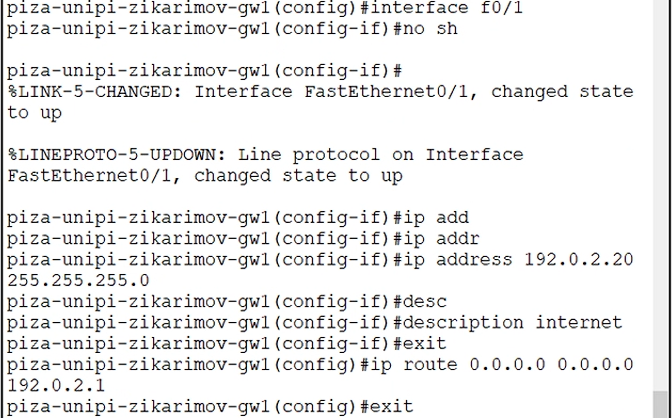 piza-unipi-zikarimov-gw1(config)#interface f0/1
piza-unipi-zikarimov-gw1(config-if)#no sh
piza-unipi-zikarimov-gw1(config-if)#
%LINK-5-CHANGED: Interface FastEthernet0/1, changed state
to up
%LINEPROTO-5-UPDOWN: Line protocol on Interface
FastEthernet0/1, changed state to up
piza-unipi-zikarimov-gw1(config-if)#ip add
piza-unipi-zikarimov-gw1(config-if)#ip addr
piza-unipi-zikarimov-gw1(config-if)#ip address 192.0.2.20
255.255.255.0
piza-unipi-zikarimov-gw1(config-if)#desc
piza-unipi-zikarimov-gw1(config-if)#description internet
piza-unipi-zikarimov-gw1(config-if)#exit
piza-unipi-zikarimov-gw1(config)#ip route 0.0.0.0 0.0.0.0
192.0.2.1
piza-unipi-zikarimov-gw1(config)#exit